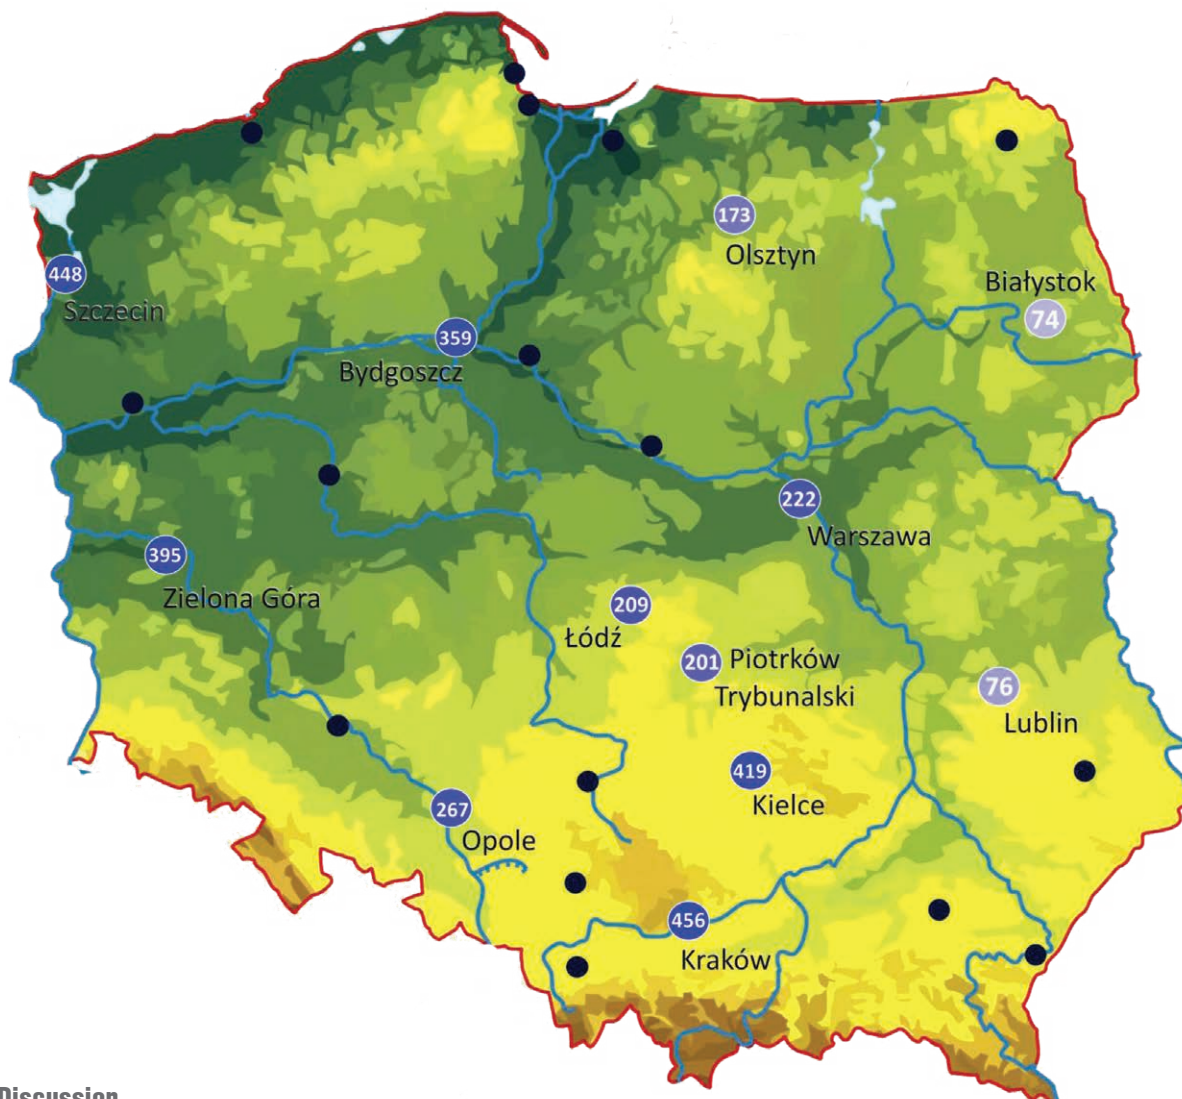 173
Olsztyn
448
Szczecin
Białystok
74
359
Bydgoszcz
222
Warszawa
395
Zielona Góra
209
Łódź
201 Piotrków
Trybunalski
76
Lublin
419
Kielce
267
Opole
456
Kraków
Discussion